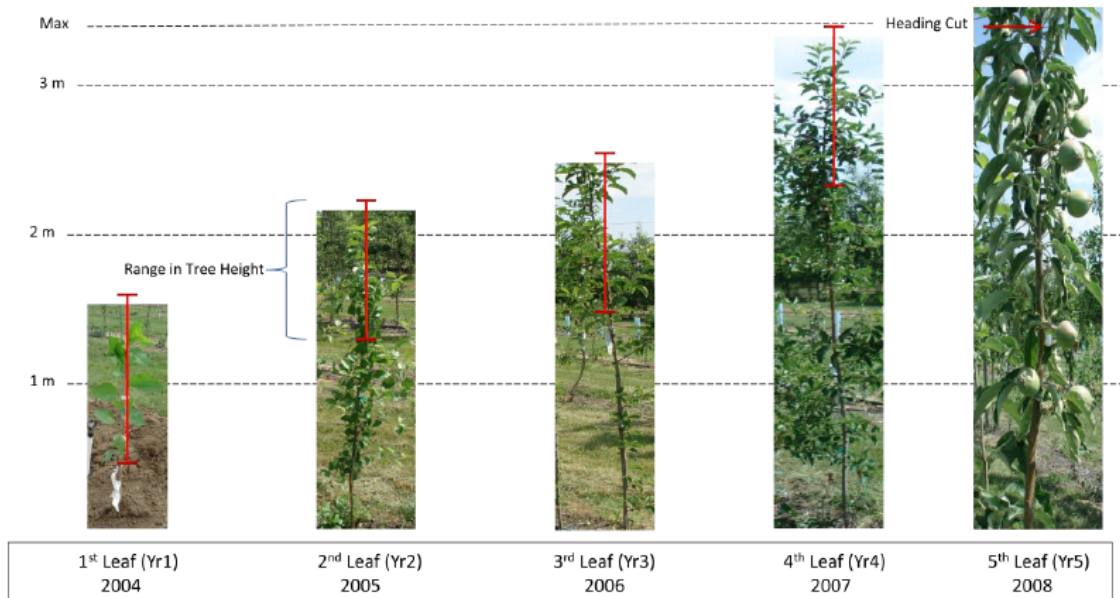 Max
Heading Cut
3 m
2 m
Range in Tree Height
1 m
1st Leaf (Yr1)
2004
2nd Leaf (Yr2)
2005
3rd Leaf (Yr3)
2006
4th Leaf (Yr4)
2007
5th Leaf (Yr5)
2008